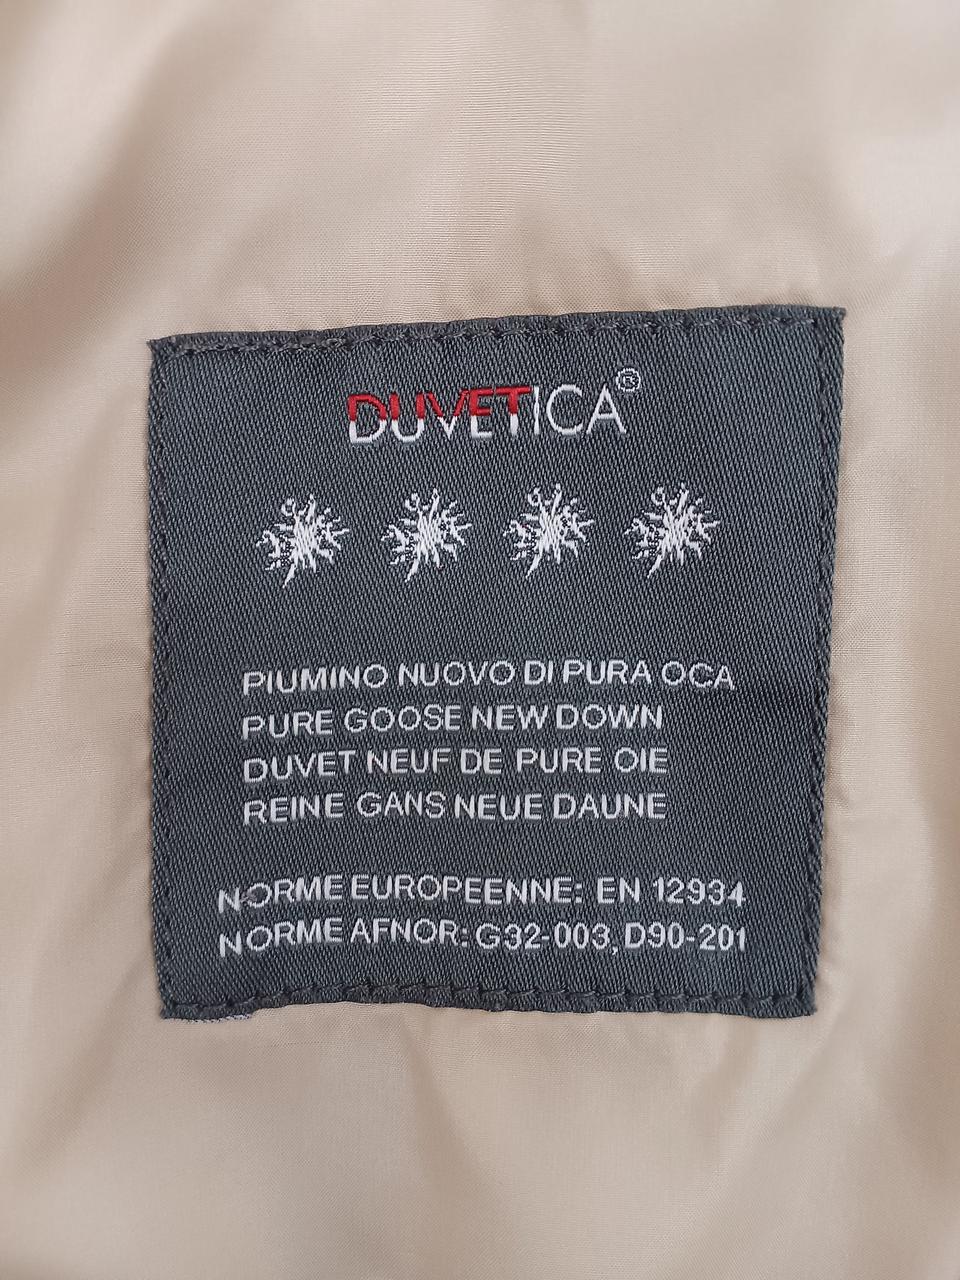 DUVETICA®
PIUMINO NUOVO DI PURA OCA
PURE GOOSE NEW DOWN
DUVET NEUF DE PURE OIE
REINE GANS NEUE DAUNE
NORME EUROPEENNE: EN 12934
NORME AFNOR: G32-003, D90-201